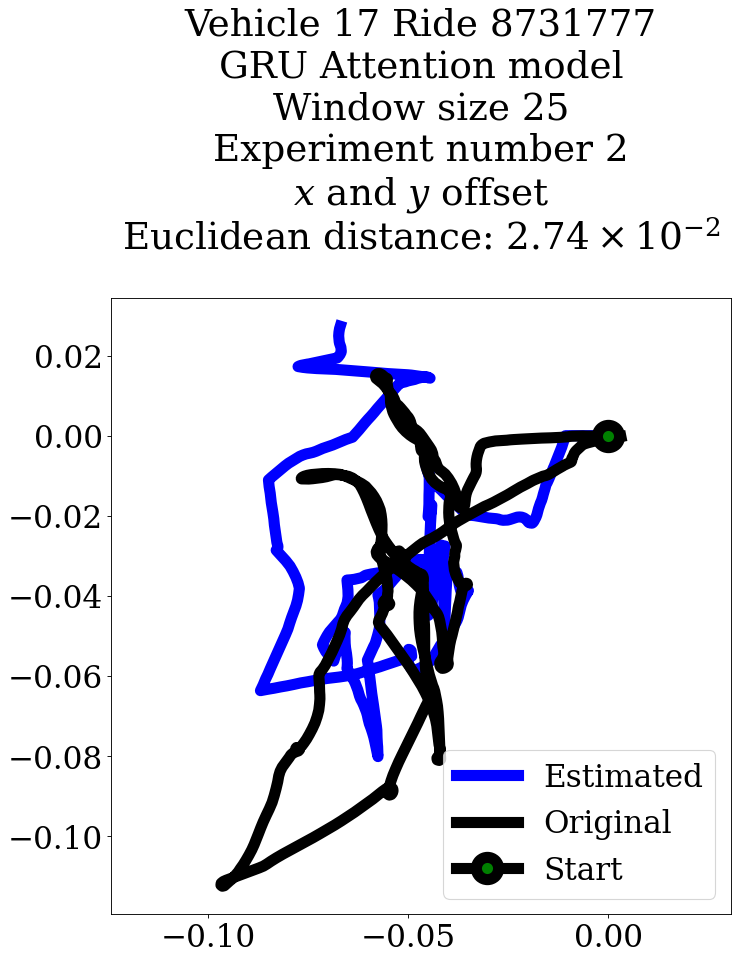 Vehicle 17 Ride 8731777
GRU Attention model
Window size 25
Experiment number 2
x and y offset
Euclidean distance: 2.74 × 10⁻²
0.02
0.00
−0.02
−0.04
−0.06
−0.08
−0.10
Estimated
Original
Start
−0.10 −0.05 0.00